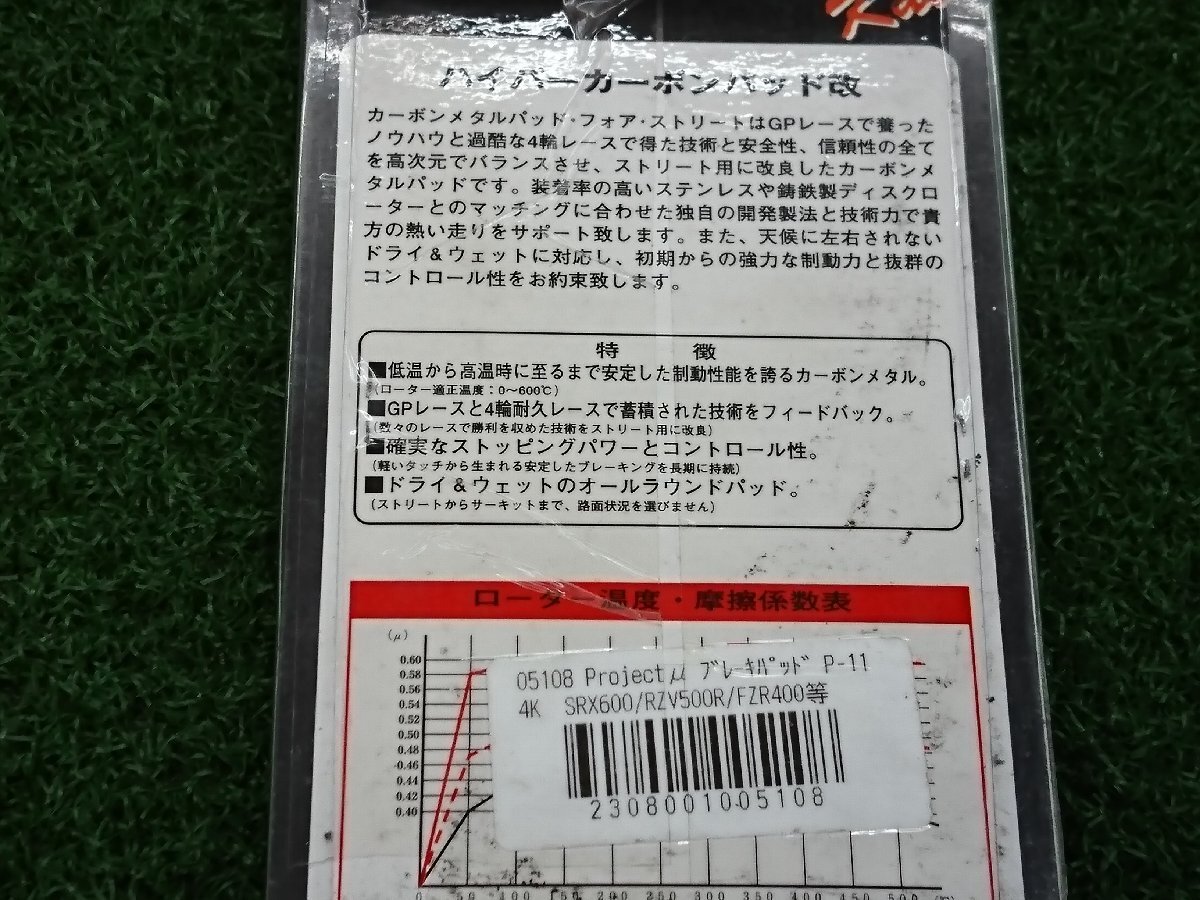 ハイパーカーボンパッド改
カーボンメタルパッド・フォア・ストリートはGPレースで養った
ノウハウと過酷な4輪レースで得た技術と安全性、信頼性の全て
を高次元でバランスさせ、ストリート用に改良したカーボンメ
タルパッドです。装着率の高いステンレスや鋳鉄製ディスクロ
ーターとのマッチングに合わせた独自の開発製法と技術力で貴
方の熱い走りをサポート致します。また、天候に左右されない
ドライ&ウェットに対応し、初期からの強力な制動力と抜群の
コントロール性をお約束致します。
特 徴
■低温から高温時に至るまで安定した制動性能を誇るカーボンメタル。
(ローター適正温度:0〜600℃)
■GPレースと4輪耐久レースで蓄積された技術をフィードバック。
(数々のレースで勝利を収めた技術をストリート用に改良)
■確実なストッピングパワーとコントロール性。
(軽いタッチから生まれる安定したブレーキングを長期に持続)
■ドライ&ウェットのオールラウンドパッド。
(ストリートからサーキットまで、路面状況を選びません)
ローター温度・摩擦係数表
(μ)
0.60
0.58
0.54
0.52
0.50
0.48
0.46
0.44
0.42
0.40
05108 Projectμ ブレーキパッド P-11
4K SRX600/RZV500R/FZR400等
2308001005108
0 50 100 150 200 250 300 350 400 450 500 (℃)